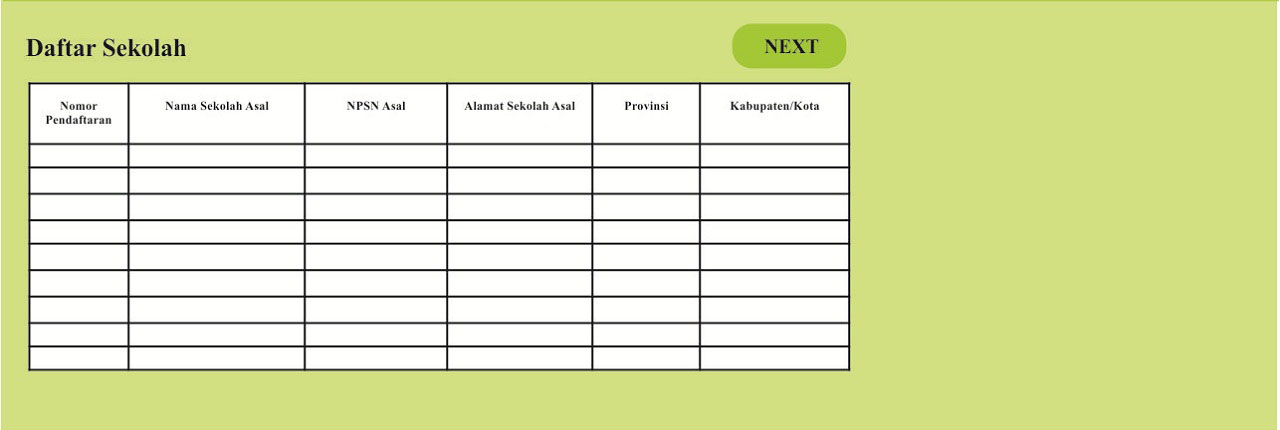 Daftar Sekolah
NEXT
Nomor
Pendaftaran
Nama Sekolah Asal
NPSN Asal
Alamat Sekolah Asal
Provinsi
Kabupaten/Kota